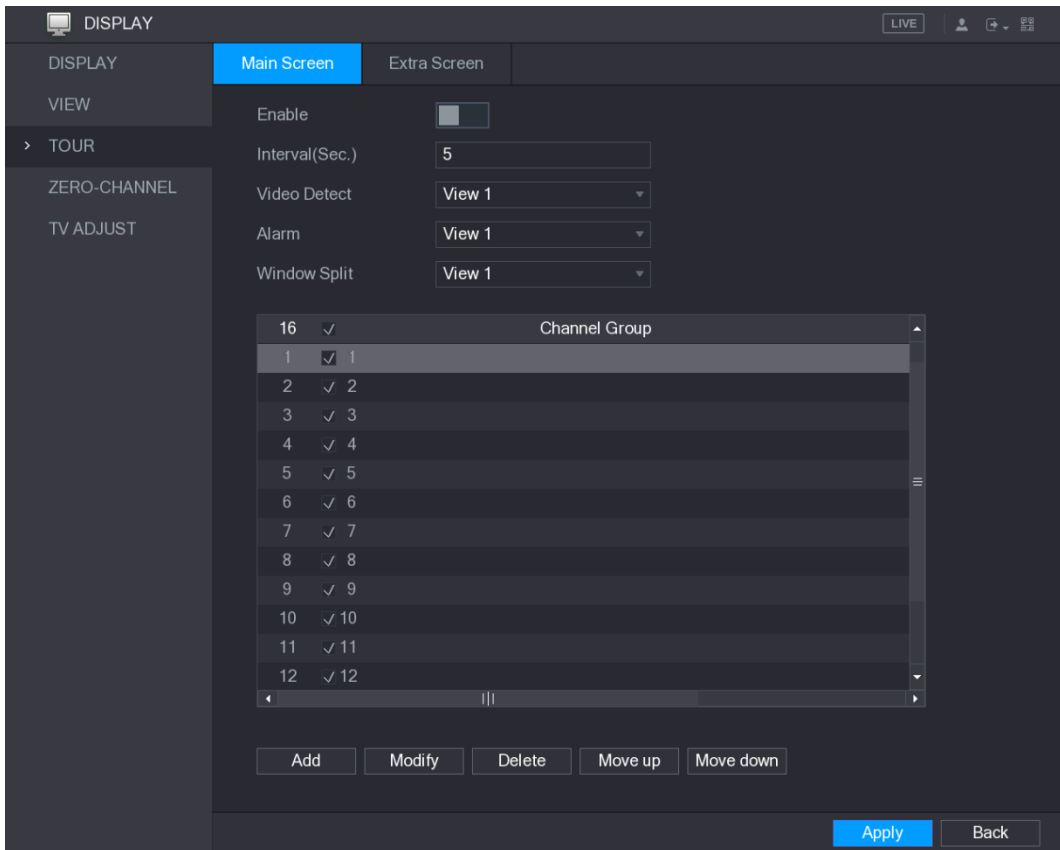 DISPLAY LIVE
DISPLAY Main Screen Extra Screen
VIEW Enable
TOUR Interval(Sec.) 5
ZERO-CHANNEL Video Detect View 1
TV ADJUST Alarm View 1
Window Split View 1
16 Channel Group
1 1
2 2
3 3
4 4
5 5
6 6
7 7
8 8
9 9
10 10
11 11
12 12
Add Modify Delete Move up Move down
Apply Back